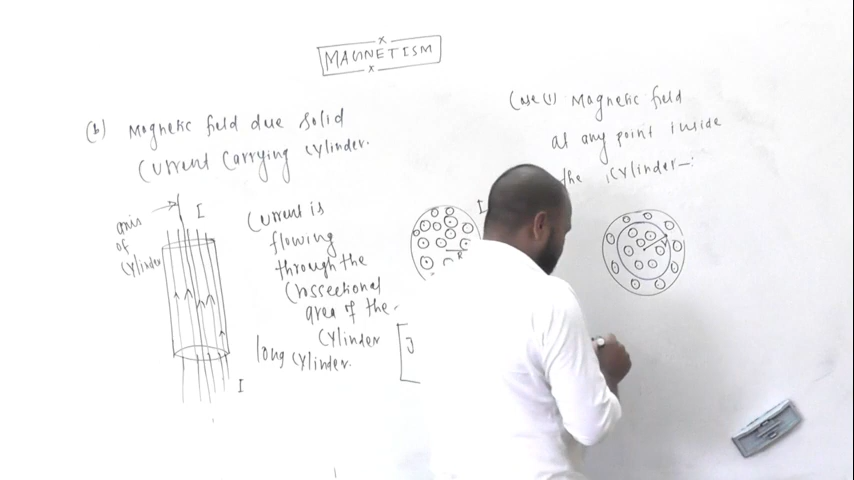 MAGNETISM
(b) Magnetic field due solid
Current Carrying Cylinder.
axis
of
Cylinder
I
Current is
flowing
through the
Crossectional
area of the
Cylinder
long Cylinder.
I
I
R
[J
Case (1) Magnetic field
at any point inside
the Cylinder -:
r